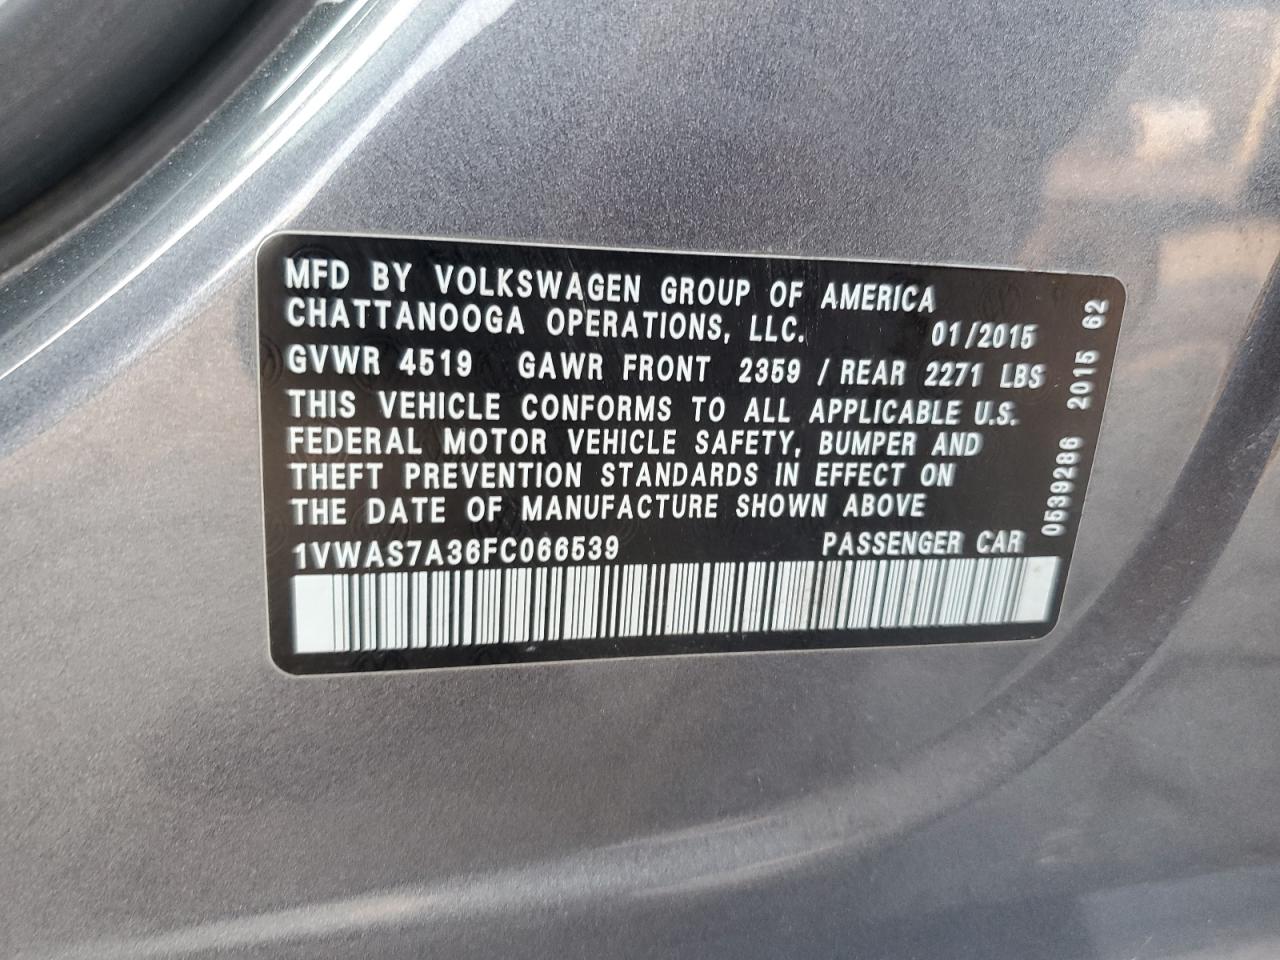 MFD BY VOLKSWAGEN GROUP OF AMERICA
CHATTANOOGA OPERATIONS, LLC. 01/2015
GVWR 4519 GAWR FRONT 2359 / REAR 2271 LBS
THIS VEHICLE CONFORMS TO ALL APPLICABLE U.S.
FEDERAL MOTOR VEHICLE SAFETY, BUMPER AND
THEFT PREVENTION STANDARDS IN EFFECT ON
THE DATE OF MANUFACTURE SHOWN ABOVE
1VWAS7A36FC066539 PASSENGER CAR
0539286 2015 62